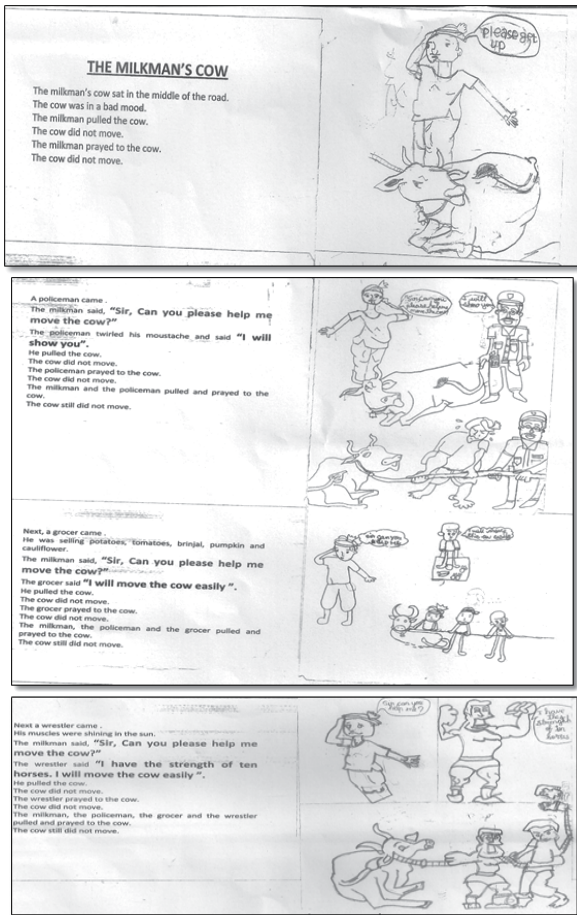 THE MILKMAN'S COW
The milkman's cow sat in the middle of the road.
The cow was in a bad mood.
The milkman pulled the cow.
The cow did not move.
The milkman prayed to the cow.
The cow did not move.
please get
up
A policeman came .
The milkman said, "Sir, Can you please help me
move the cow?"
The policeman twirled his moustache and said "I will
show you".
He pulled the cow.
The cow did not move.
The policeman prayed to the cow.
The cow did not move.
The milkman and the policeman pulled and prayed to the
cow.
The cow still did not move.
I will
show you
Next, a grocer came .
He was selling potatoes, tomatoes, brinjal, pumpkin and
cauliflower.
The milkman said, "Sir, Can you please help me
move the cow?"
The grocer said "I will move the cow easily ".
He pulled the cow.
The cow did not move.
The grocer prayed to the cow.
The cow did not move.
The milkman, the policeman and the grocer pulled and
prayed to the cow.
The cow still did not move.
Sir can you
help me
Next a wrestler came .
His muscles were shining in the sun.
The milkman said, "Sir, Can you please help me
move the cow?"
The wrestler said "I have the strength of ten
horses. I will move the cow easily ".
He pulled the cow.
The cow did not move.
The wrestler prayed to the cow.
The cow did not move.
The milkman, the policeman, the grocer and the wrestler
pulled and prayed to the cow.
The cow still did not move.
Sir can you
help me?
I have
the
strength
of ten
horses